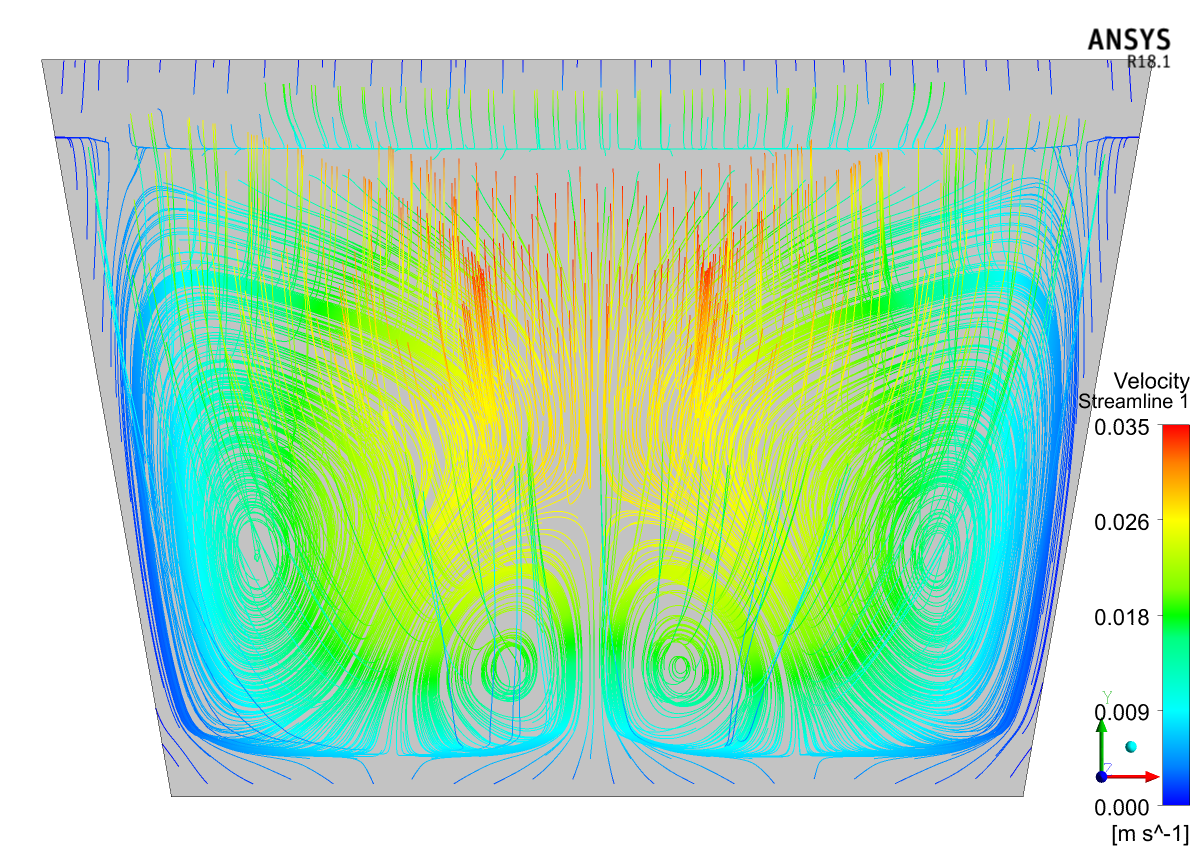 ANSYS
R18.1
Velocity
Streamline 1
0.035
0.026
0.018
0.009
0.000
[m s^-1]
Y
Z